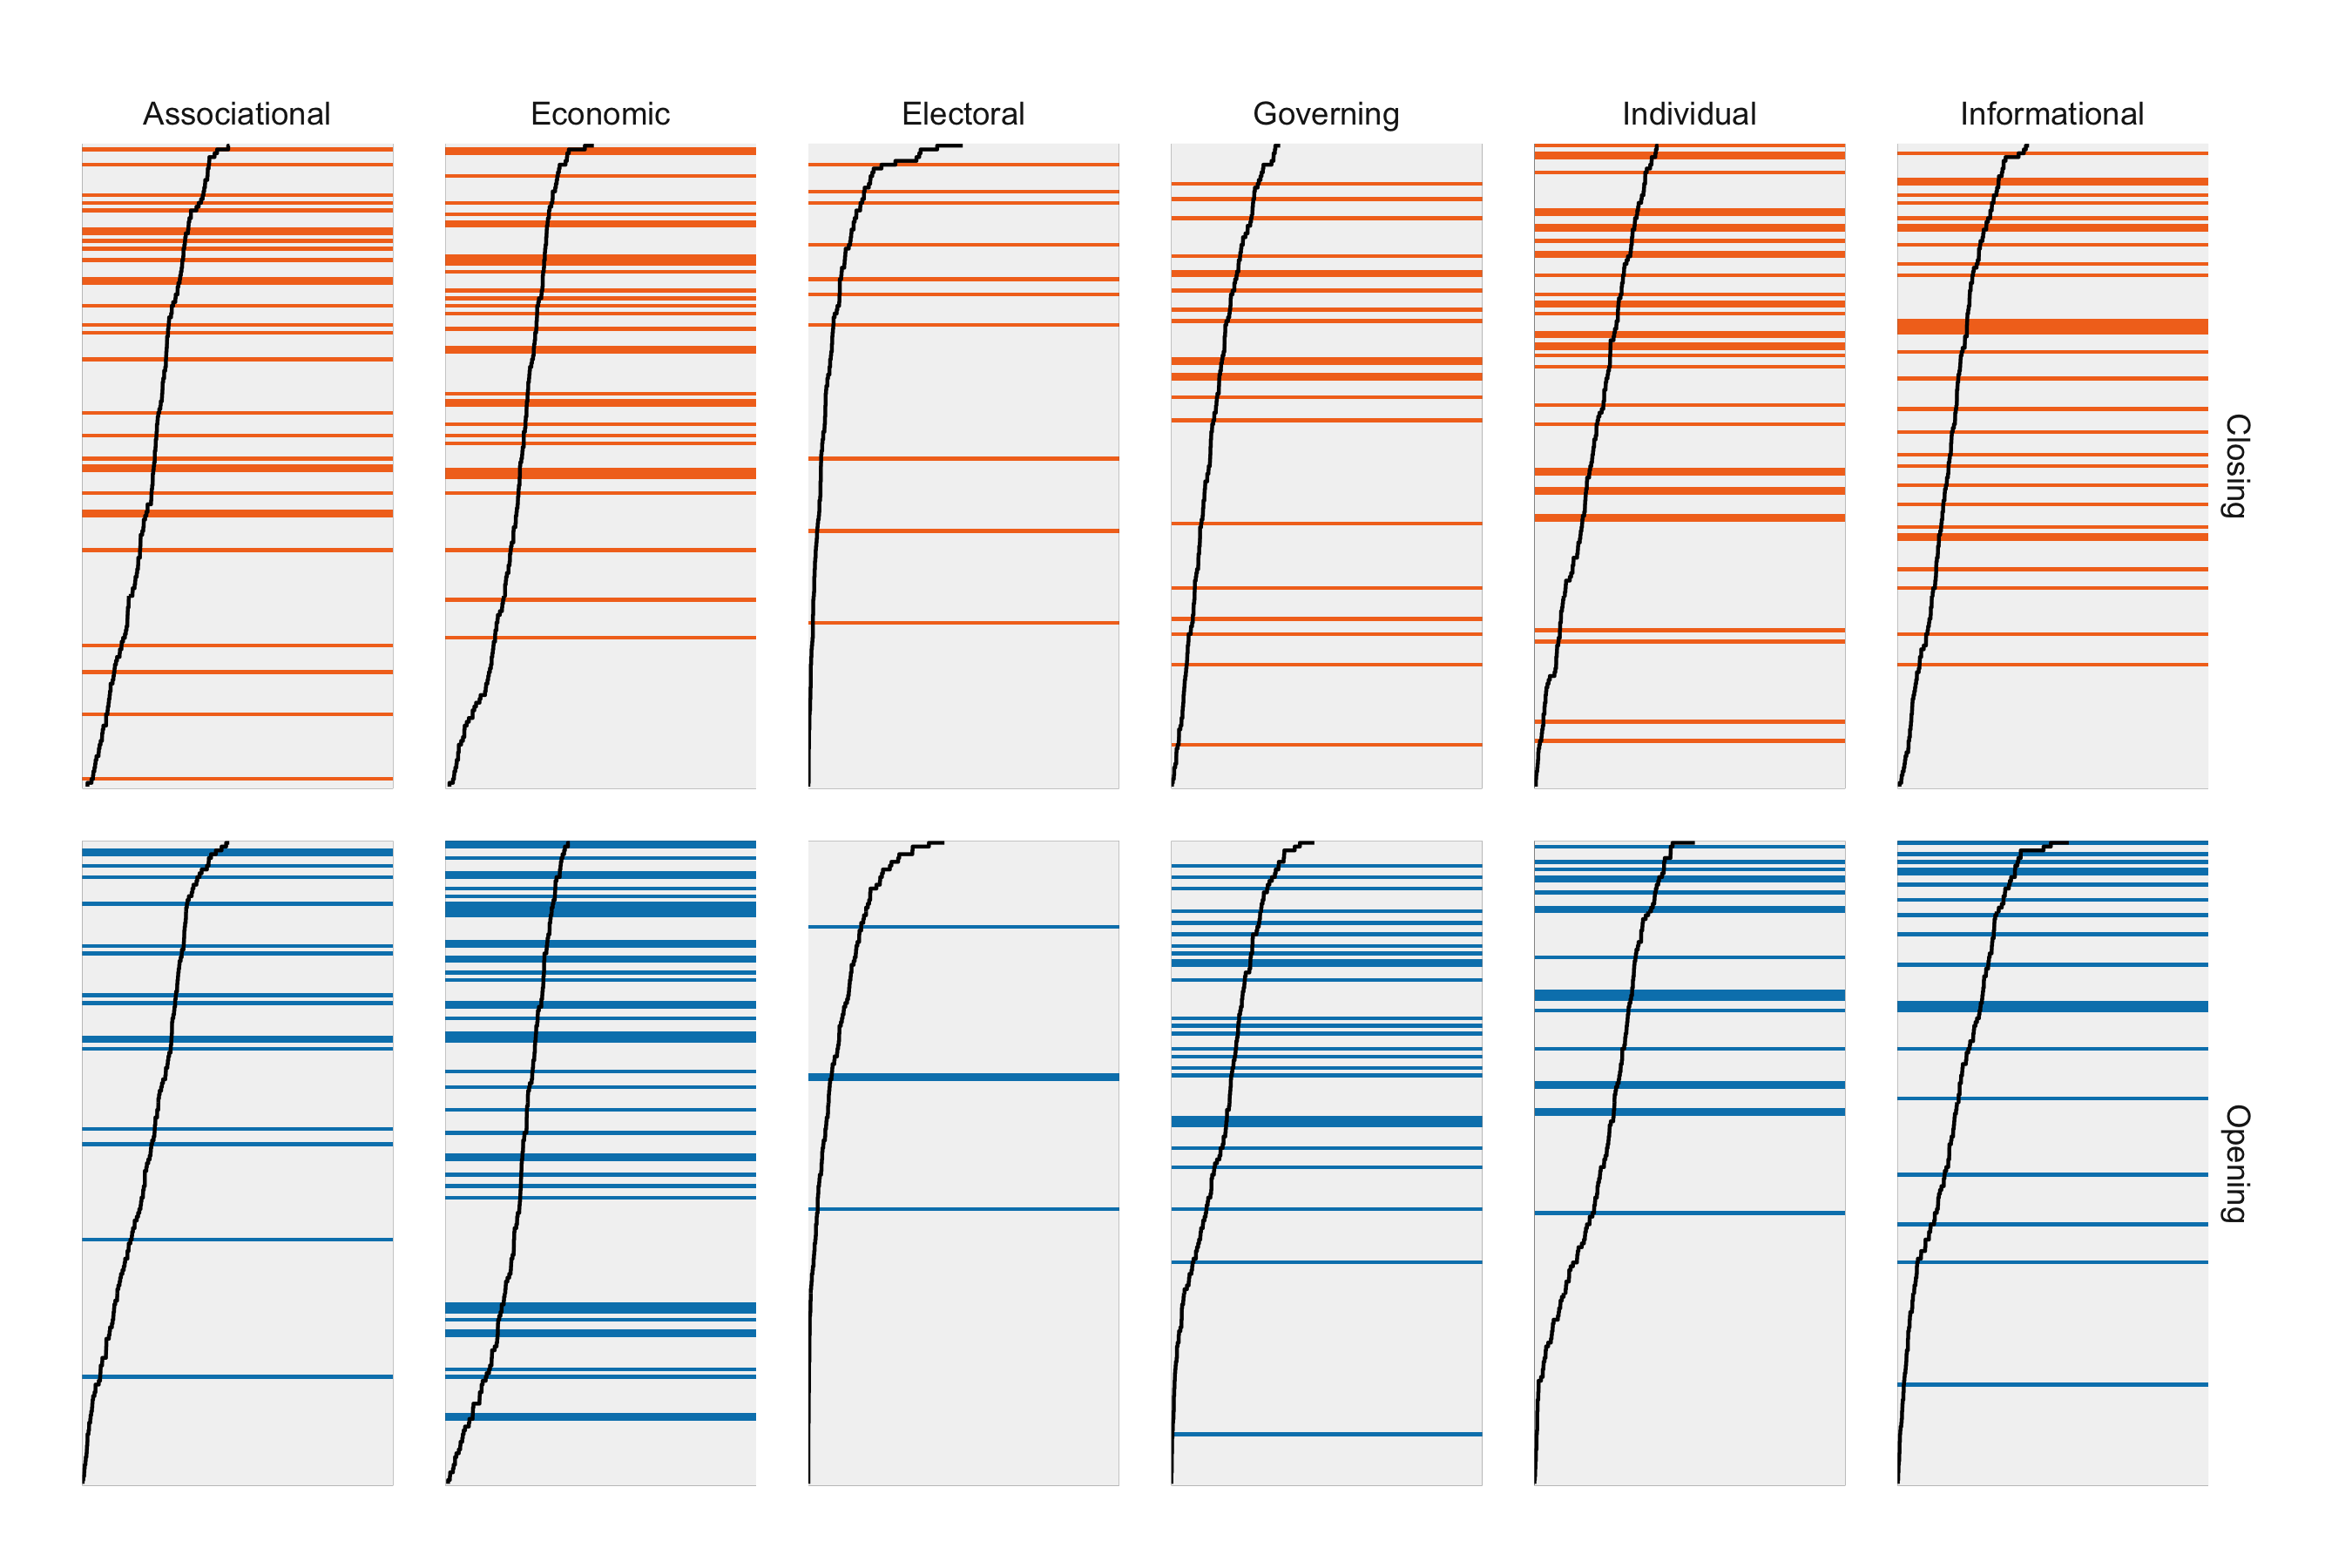 Associational
Economic
Electoral
Governing
Individual
Informational
Closing
Opening